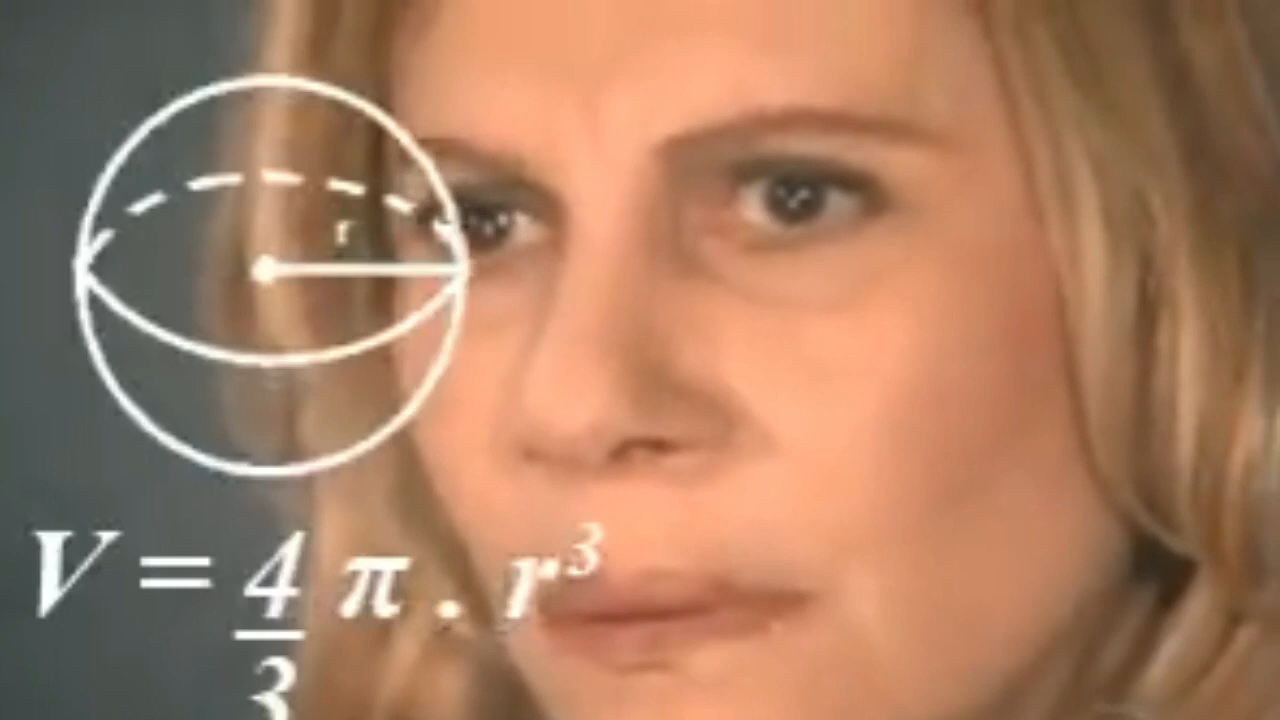 r
V = 4/3 π . r³